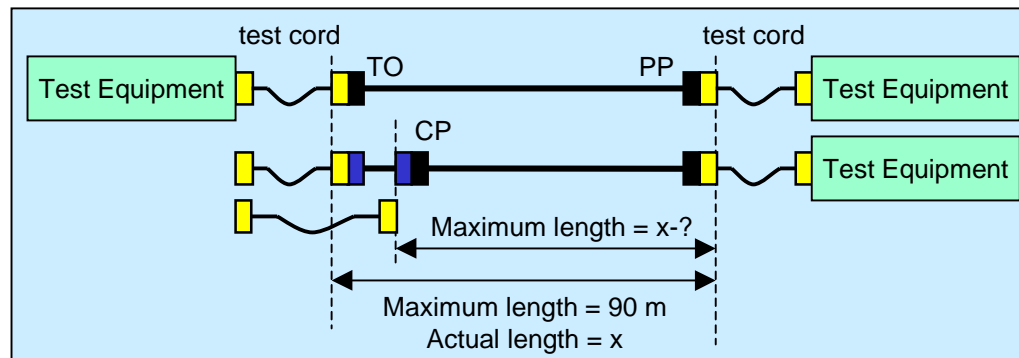 test cord
test cord
TO
PP
Test Equipment
Test Equipment
CP
Test Equipment
Maximum length = x-?
Maximum length = 90 m
Actual length = x